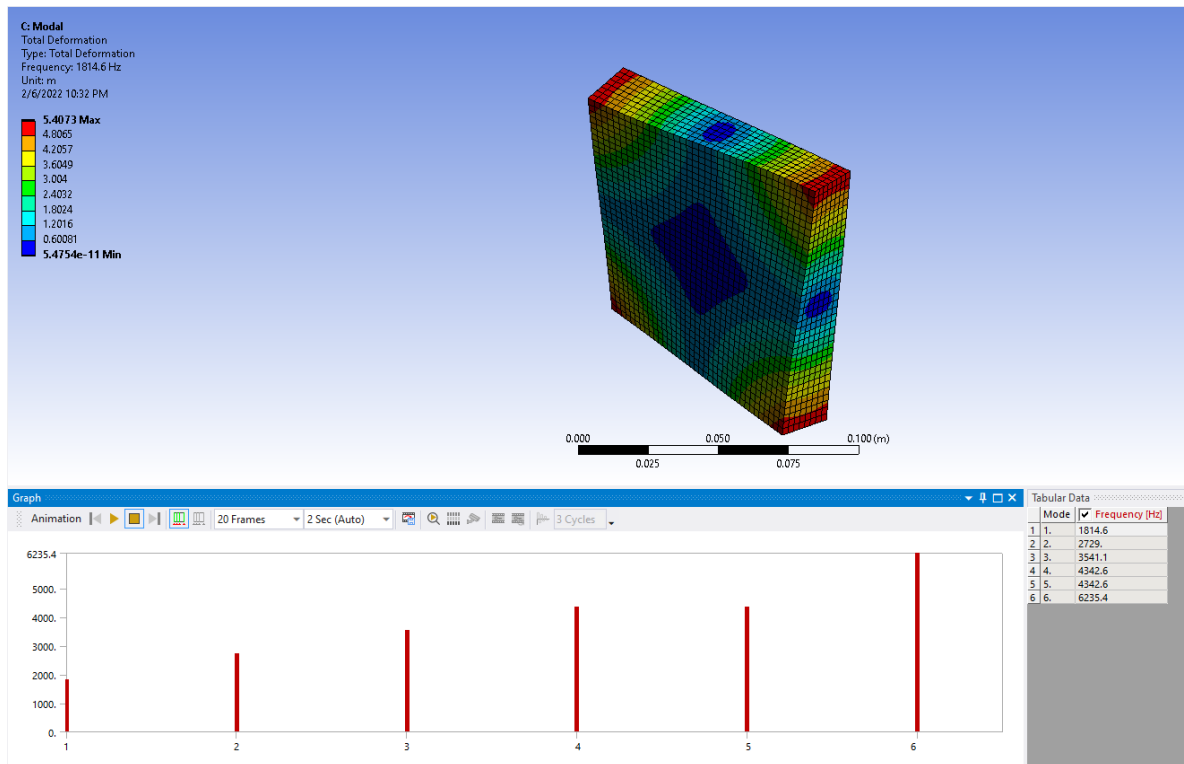 C: Modal
Total Deformation
Type: Total Deformation
Frequency: 1814.6 Hz
Unit: m
2/6/2022 10:32 PM
5.4073 Max
4.8065
4.2057
3.6049
3.004
2.4032
1.8024
1.2016
0.60081
5.4754e-11 Min
0.000 0.050 0.100 (m)
0.025 0.075
Graph
Animation 20 Frames 2 Sec (Auto) 3 Cycles
6235.4
5000.
4000.
3000.
2000.
1000.
0.
1 2 3 4 5 6
Tabular Data
Mode Frequency [Hz]
1 1. 1814.6
2 2. 2729.
3 3. 3541.1
4 4. 4342.6
5 5. 4342.6
6 6. 6235.4